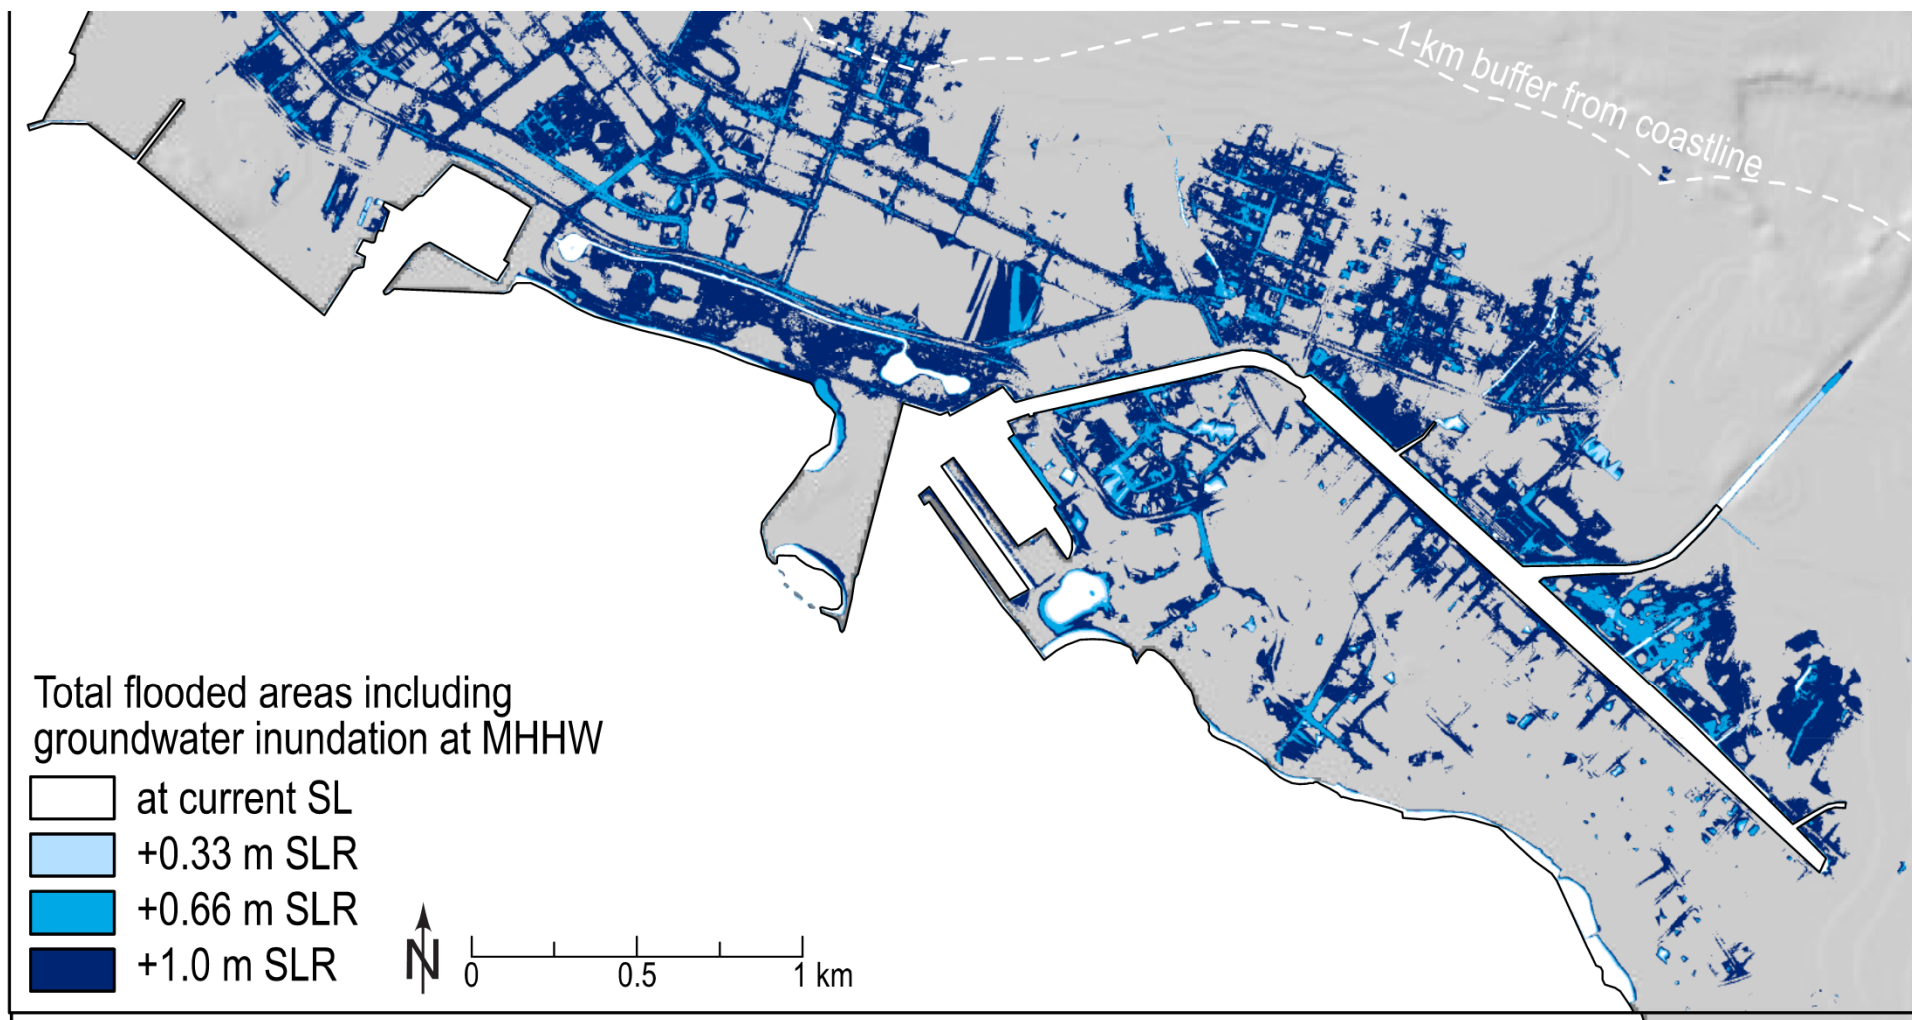 1-km buffer from coastline
Total flooded areas including
groundwater inundation at MHHW
at current SL
+0.33 m SLR
+0.66 m SLR
+1.0 m SLR
N
0 0.5 1 km